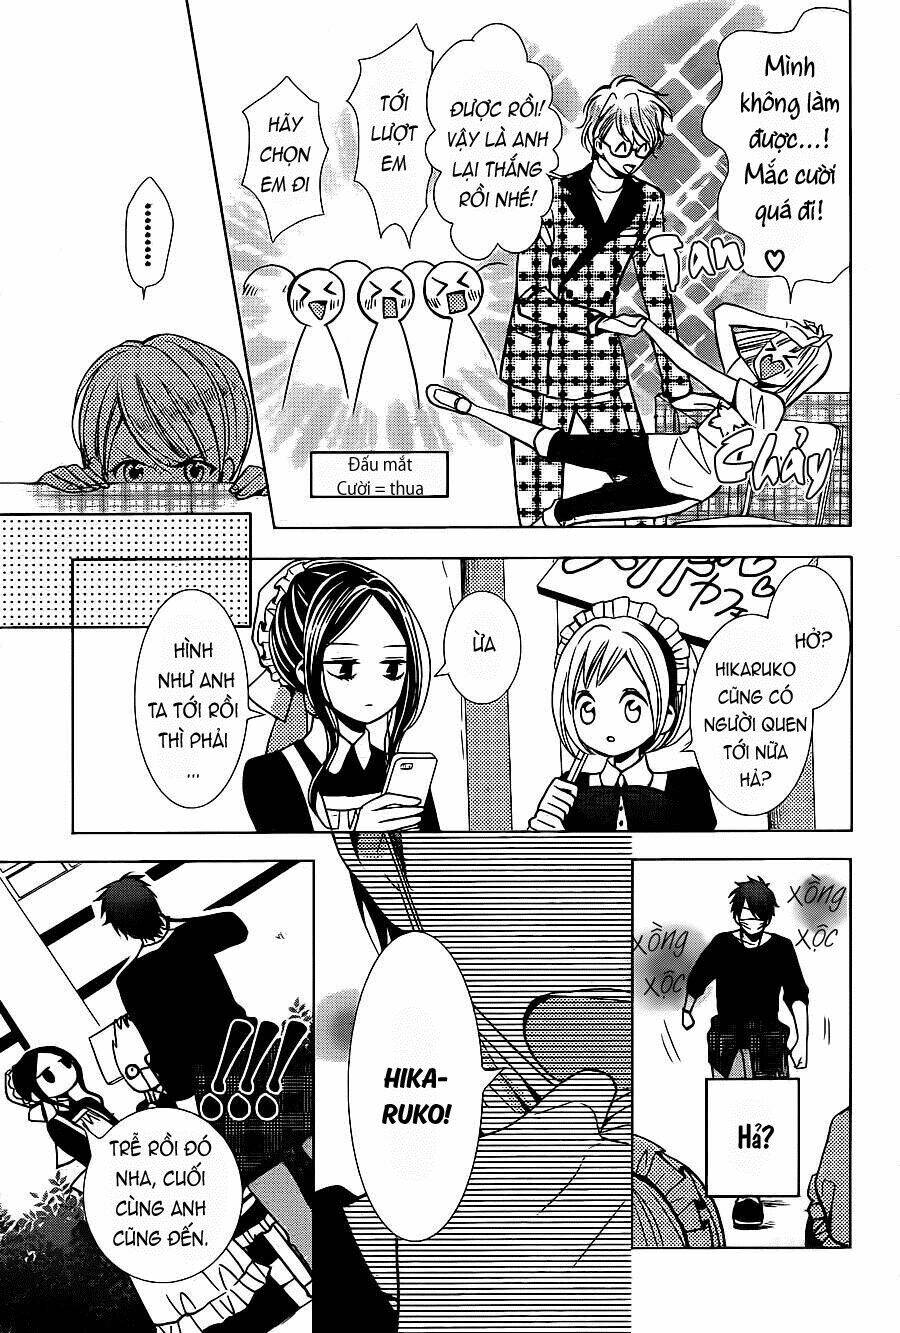 Mình
không làm
được...!
Mắc cười
quá đi!
♥
ĐƯỢC RỒI!
VẬY LÀ ANH
LẠI THẮNG
RỒI NHÉ!
TỚI
LƯỢT
EM
HÃY
CHỌN
EM ĐI
Tan
Chảy
Đấu mắt
Cười = thua
.........
HỞ?
HIKARUKO
CŨNG CÓ
NGƯỜI QUEN
TỚI NỮA
HẢ?
ỪA
HÌNH
NHƯ ANH
TA TỚI RỒI
THÌ PHẢI
...
XỒNG
XỘC
XỒNG
XỘC
Hả?
HIKA-
RUKO!
!!!
TRỄ RỒI ĐÓ
NHA, CUỐI
CÙNG ANH
CŨNG ĐẾN.